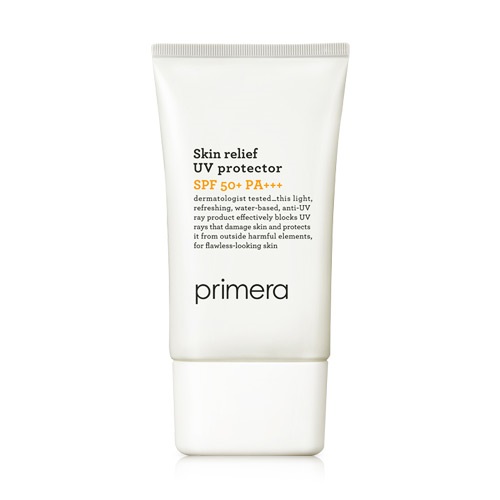 Skin relief
UV protector
SPF 50+ PA+++
dermatologist tested_this light,
refreshing, water-based, anti-UV
ray product effectively blocks UV
rays that damage skin and protects
it from outside harmful elements,
for flawless-looking skin
primera